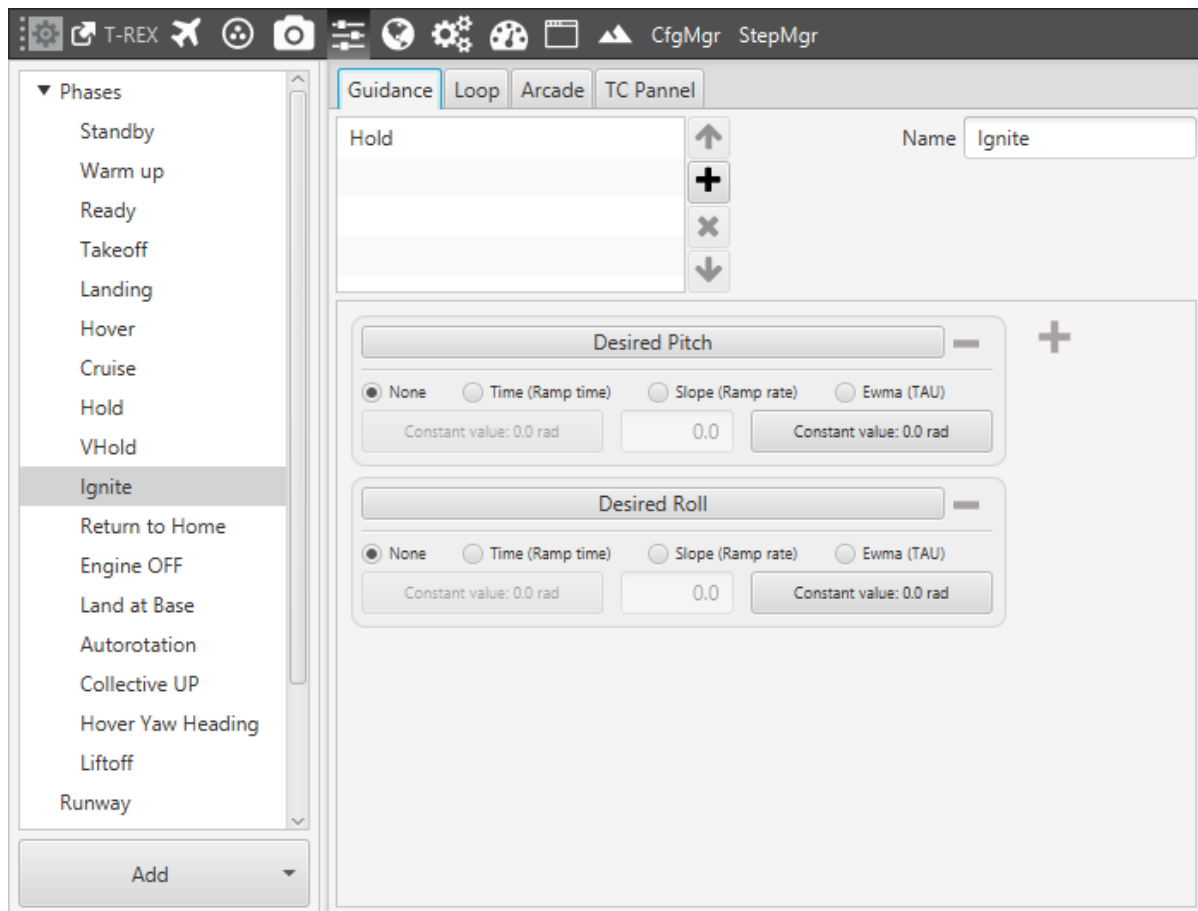 T-REX CfgMgr StepMgr
Phases
Standby
Warm up
Ready
Takeoff
Landing
Hover
Cruise
Hold
VHold
Ignite
Return to Home
Engine OFF
Land at Base
Autorotation
Collective UP
Hover Yaw Heading
Liftoff
Runway
Add
Guidance Loop Arcade TC Pannel
Hold
Name Ignite
Desired Pitch
None Time (Ramp time) Slope (Ramp rate) Ewma (TAU)
Constant value: 0.0 rad 0.0 Constant value: 0.0 rad
Desired Roll
None Time (Ramp time) Slope (Ramp rate) Ewma (TAU)
Constant value: 0.0 rad 0.0 Constant value: 0.0 rad